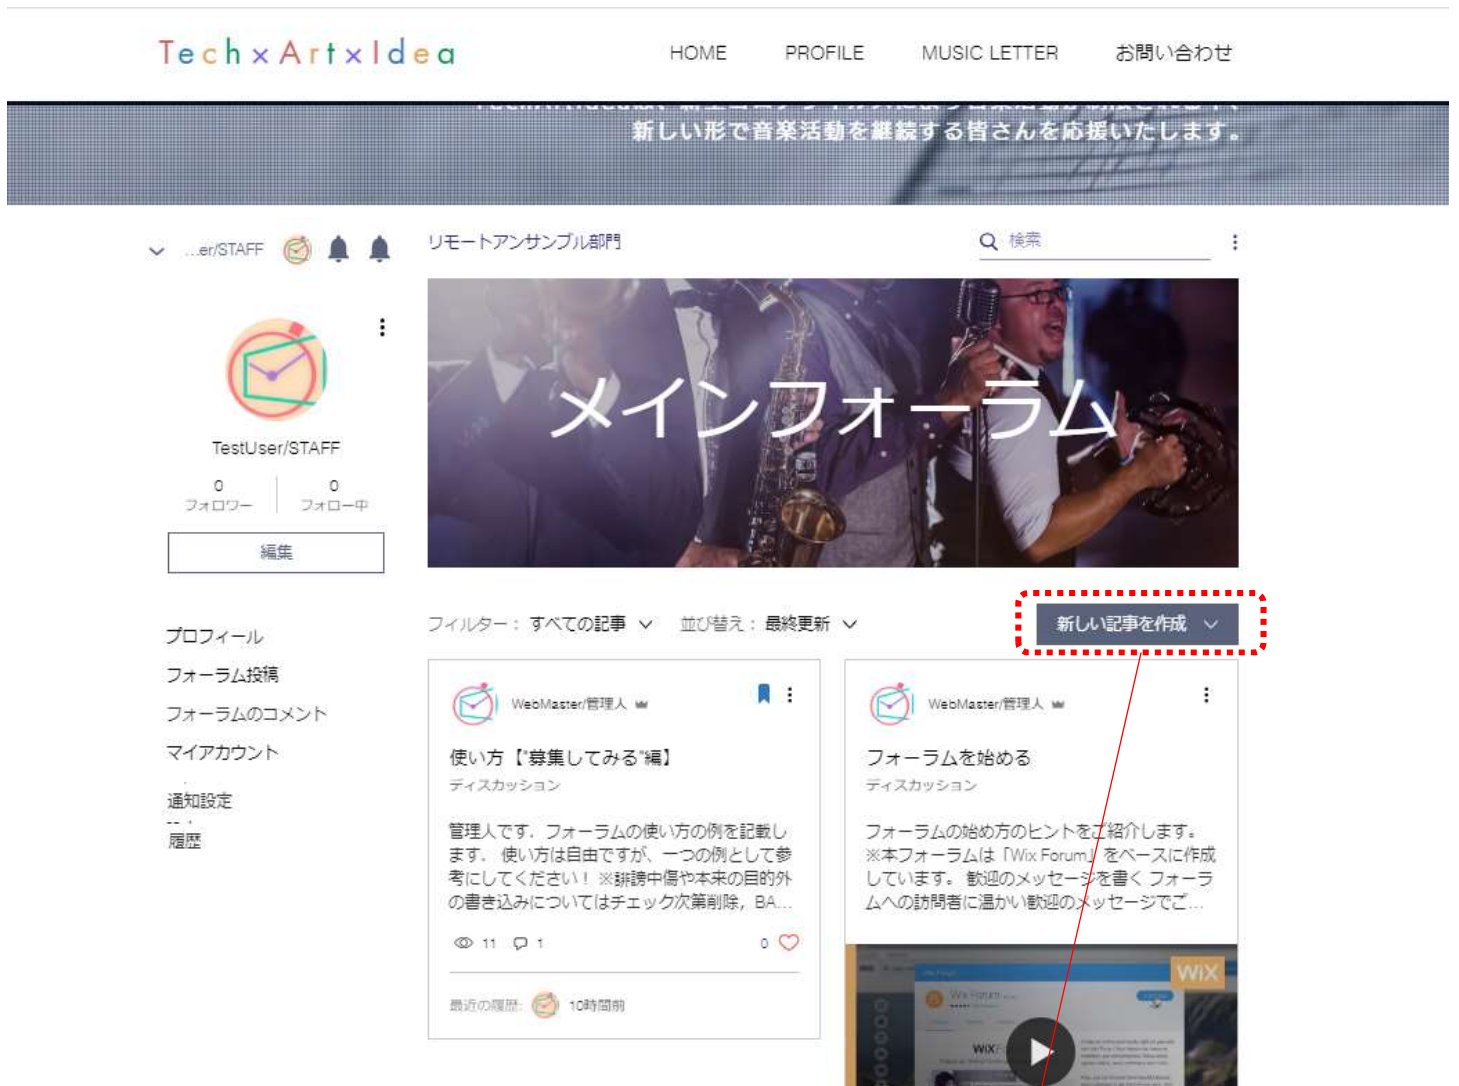 TechxArtxIdea
HOME
PROFILE
MUSIC LETTER
お問い合わせ
新しい形で音楽活動を継続する皆さんを応援いたします。
...er/STAFF
リモートアンサンブル部門
検索
メインフォーラム
TestUser/STAFF
0
フォロワー
0
フォロー中
編集
プロフィール
フォーラム投稿
フォーラムのコメント
マイアカウント
通知設定
履歴
フィルター： すべての記事
並び替え： 最終更新
新しい記事を作成
WebMaster/管理人
使い方【"募集してみる"編】
ディスカッション
管理人です．フォーラムの使い方の例を記載し
ます． 使い方は自由ですが、一つの例として参
考にしてください！ ※誹謗中傷や本来の目的外
の書き込みについてはチェック次第削除，BA...
11
1
0
最近の履歴:
10時間前
WebMaster/管理人
フォーラムを始める
ディスカッション
フォーラムの始め方のヒントをご紹介します。
※本フォーラムは「Wix Forum」をベースに作成
しています。 歓迎のメッセージを書く フォーラ
ムへの訪問者に温かい歓迎のメッセージでご...
WiX
Wix Forum